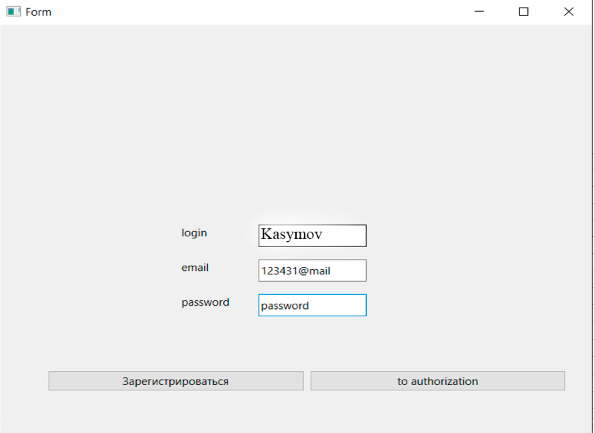 Form
login Kasymov
email 123431@mail
password password
Зарегистрироваться to authorization